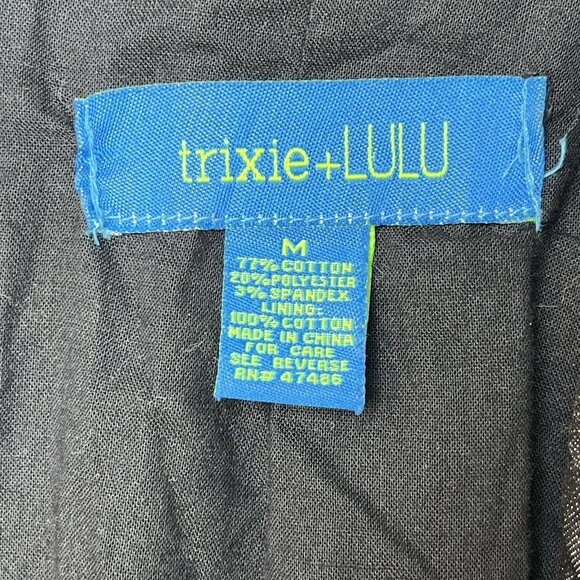 trixie+LULU
M
77% COTTON
20% POLYESTER
3% SPANDEX
LINING:
100% COTTON
MADE IN CHINA
FOR CARE
SEE REVERSE
RN# 47486